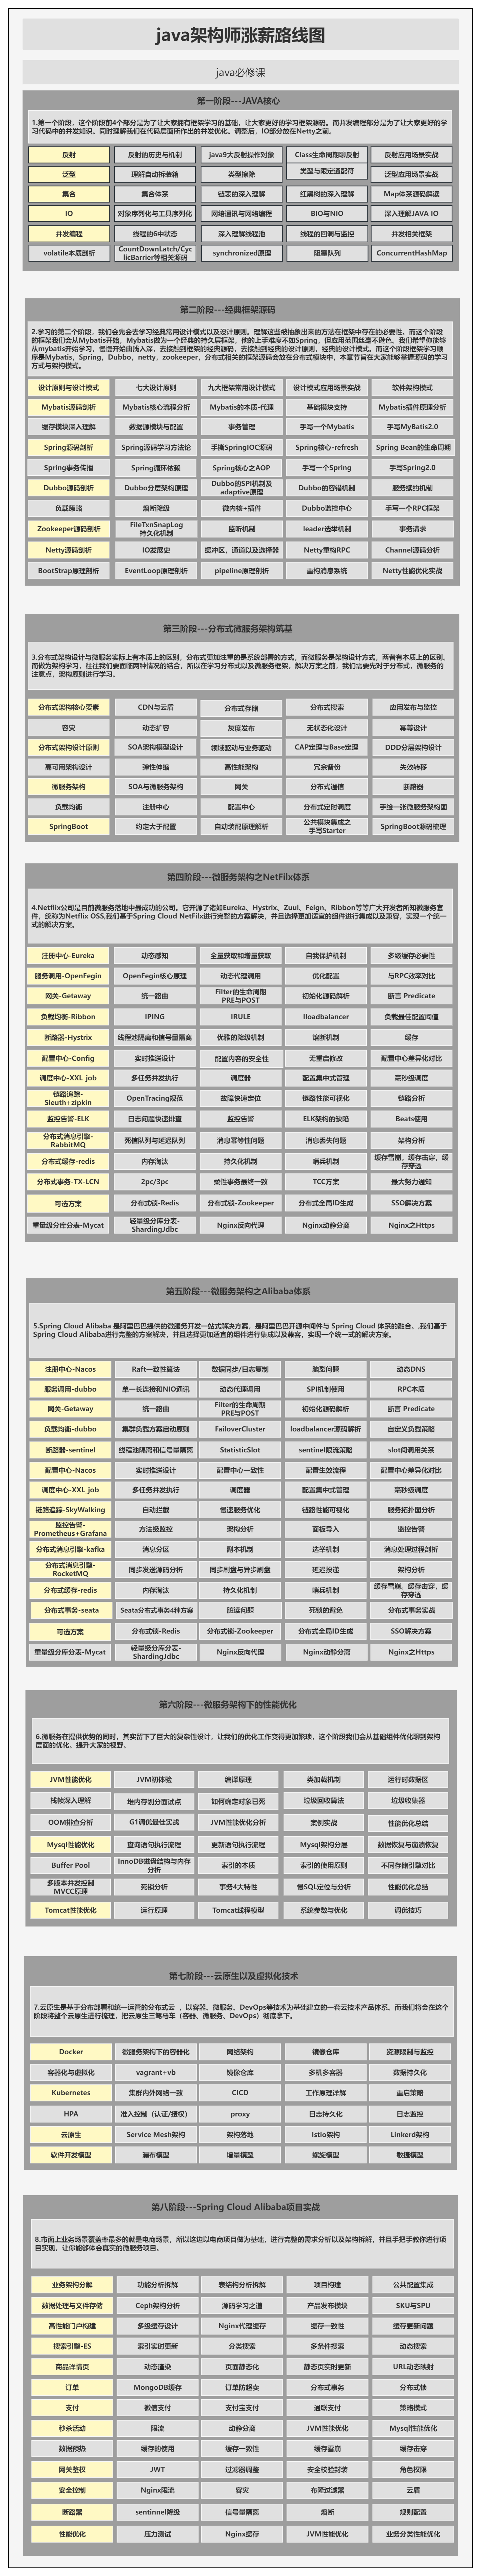 java架构师涨薪路线图
java必修课
第一阶段---JAVA核心
1.第一个阶段，这个阶段前4个部分是为了让大家拥有框架学习的基础，让大家更好的学习框架源码。而并发编程部分是为了让大家更好的学
习代码中的并发知识。同时理解我们在代码层面所作出的并发优化。调整后，IO部分放在Netty之前。
反射 反射的历史与机制 java9大反射操作对象 Class生命周期聊反射 反射应用场景实战
泛型 理解自动拆装箱 类型擦除 类型与限定通配符 泛型应用场景实战
集合 集合体系 链表的深入理解 红黑树的深入理解 Map体系源码解读
IO 对象序列化与工具序列化 网络通讯与网络编程 BIO与NIO 深入理解JAVA IO
并发编程 线程的6中状态 深入理解线程池 线程的回调与监控 并发相关框架
volatile本质剖析 CountDownLatch/CyclicBarrier等相关源码 synchronized原理 阻塞队列 ConcurrentHashMap
第二阶段---经典框架源码
2.学习的第二个阶段，我们会先会去学习经典常用设计模式以及设计原则。理解这些被抽象出来的方法在框架中存在的必要性。而这个阶段
的框架我们会从Mybatis开始，Mybatis做为一个经典的持久层框架，他的上手难度不如Spring，但应用范围丝毫不逊色。我们希望你们能够
从mybatis开始学习，慢慢开始由浅入深，去接触到框架的经典源码，去接触到经典的设计原则，经典的设计模式。而这个阶段框架学习顺
序是Mybatis，Spring，Dubbo，netty，zookeeper，分布式相关的框架源码会放在分布式模块中，本章节旨在大家能够掌握源码的学习
方式与架构模式。
设计原则与设计模式 七大设计原则 九大框架常用设计模式 设计模式应用场景实战 软件架构模式
Mybatis源码剖析 Mybatis核心流程分析 Mybatis的本质-代理 基础模块支持 Mybatis插件原理分析
缓存模块深入理解 数据源模块与配置 事务管理 手写一个Mybatis 手写MyBatis2.0
Spring源码剖析 Spring源码学习方法论 手撕SpringIOC源码 Spring核心-refresh Spring Bean的生命周期
Spring事务传播 Spring循环依赖 Spring核心之AOP 手写一个Spring 手写Spring2.0
Dubbo源码剖析 Dubbo分层架构原理 Dubbo的SPI机制及adaptive原理 Dubbo的容错机制 服务续约机制
负载策略 熔断降级 微内核+插件 Dubbo监控中心 手写一个RPC框架
Zookeeper源码剖析 FileTxnSnapLog持久化机制 监听机制 leader选举机制 事务请求
Netty源码剖析 IO发展史 缓冲区，通道以及选择器 Netty重构RPC Channel源码分析
BootStrap原理剖析 EventLoop原理剖析 pipeline原理剖析 重构消息系统 Netty性能优化实战
第三阶段---分布式微服务架构筑基
3.分布式架构设计与微服务实际上有本质上的区别，分布式更加注重的是系统部署的方式，而微服务是架构设计方式，两者有本质上的区别。
而做为架构学习，往往我们要面临两种情况的结合，所以在学习分布式以及微服务框架，解决方案之前，我们需要先对于分布式，微服务的
注意点，架构原则进行学习。
分布式架构核心要素 CDN与云盾 分布式存储 分布式搜索 应用发布与监控
容灾 动态扩容 灰度发布 无状态化设计 幂等设计
分布式架构设计原则 SOA架构模型设计 领域驱动与业务驱动 CAP定理与Base定理 DDD分层架构设计
高可用架构设计 弹性伸缩 高性能架构 冗余备份 失效转移
微服务架构 SOA与微服务架构 网关 分布式通信 断路器
负载均衡 注册中心 配置中心 分布式定时调度 手绘一张微服务架构图
SpringBoot 约定大于配置 自动装配原理解析 公共模块集成之手写Starter SpringBoot源码梳理
第四阶段---微服务架构之NetFilx体系
4.Netflix公司是目前微服务落地中最成功的公司。它开源了诸如Eureka、Hystrix、Zuul、Feign、Ribbon等等广大开发者所知微服务套
件，统称为Netflix OSS,我们基于Spring Cloud NetFilx进行完整的方案解决，并且选择更加适宜的组件进行集成以及兼容，实现一个统一
式的解决方案。
注册中心-Eureka 动态感知 全量获取和增量获取 自我保护机制 多级缓存必要性
服务调用-OpenFegin OpenFegin核心原理 动态代理调用 优化配置 与RPC效率对比
网关-Getaway 统一路由 Filter的生命周期PRE与POST 初始化源码解析 断言 Predicate
负载均衡-Ribbon IPING IRULE Iloadbalancer 负载最佳配置阈值
断路器-Hystrix 线程池隔离和信号量隔离 优雅的降级机制 熔断机制 缓存
配置中心-Config 实时推送设计 配置内容的安全性 无重启修改 配置中心差异化对比
调度中心-XXL_job 多任务并发执行 调度器 配置集中式管理 毫秒级调度
链路追踪-Sleuth+zipkin OpenTracing规范 故障快速定位 链路性能可视化 链路分析
监控告警-ELK 日志问题快速排查 监控告警 ELK架构的缺陷 Beats使用
分布式消息引擎-RabbitMQ 死信队列与延迟队列 消息幂等性问题 消息丢失问题 架构分析
分布式缓存-redis 内存淘汰 持久化机制 哨兵机制 缓存雪崩。缓存击穿，缓存穿透
分布式事务-TX-LCN 2pc/3pc 柔性事务最终一致 TCC方案 最大努力通知
可选方案 分布式锁-Redis 分布式锁-Zookeeper 分布式全局ID生成 SSO解决方案
重量级分库分表-Mycat 轻量级分库分表-ShardingJdbc Nginx反向代理 Nginx动静分离 Nginx之Https
第五阶段---微服务架构之Alibaba体系
5.Spring Cloud Alibaba 是阿里巴巴提供的微服务开发一站式解决方案，是阿里巴巴开源中间件与 Spring Cloud 体系的融合。,我们基于
Spring Cloud Alibaba进行完整的方案解决，并且选择更加适宜的组件进行集成以及兼容，实现一个统一式的解决方案。
注册中心-Nacos Raft一致性算法 数据同步/日志复制 脑裂问题 动态DNS
服务调用-dubbo 单一长连接和NIO通讯 动态代理调用 SPI机制使用 RPC本质
网关-Getaway 统一路由 Filter的生命周期PRE与POST 初始化源码解析 断言 Predicate
负载均衡-dubbo 集群负载方案启动原则 FailoverCluster loadbalancer源码解析 自定义负载策略
断路器-sentinel 线程池隔离和信号量隔离 StatisticSlot sentinel限流策略 slot间调用关系
配置中心-Nacos 实时推送设计 配置中心一致性 配置生效流程 配置中心差异化对比
调度中心-XXL_job 多任务并发执行 调度器 配置集中式管理 毫秒级调度
链路追踪-SkyWalking 自动拦截 慢速服务优化 链路性能可视化 服务拓扑图分析
监控告警-Prometheus+Grafana 方法级监控 架构分析 面板导入 监控告警
分布式消息引擎-kafka 消息分区 副本机制 选举机制 消息处理过程剖析
分布式消息引擎-RocketMQ 同步发送源码分析 同步刷盘与异步刷盘 延迟投递 架构分析
分布式缓存-redis 内存淘汰 持久化机制 哨兵机制 缓存雪崩。缓存击穿，缓存穿透
分布式事务-seata Seata分布式事务4种方案 脏读问题 死锁的避免 分布式事务实战
可选方案 分布式锁-Redis 分布式锁-Zookeeper 分布式全局ID生成 SSO解决方案
重量级分库分表-Mycat 轻量级分库分表-ShardingJdbc Nginx反向代理 Nginx动静分离 Nginx之Https
第六阶段---微服务架构下的性能优化
6.微服务在提供优势的同时，其实留下了巨大的复杂性设计，让我们的优化工作变得更加繁琐，这个阶段我们会从基础组件优化聊到架构
层面的优化。提升大家的视野。
JVM性能优化 JVM初体验 编译原理 类加载机制 运行时数据区
栈帧深入理解 堆内存划分面试点 如何确定对象已死 垃圾回收算法 垃圾收集器
OOM排查分析 G1调优最佳实战 JVM性能优化分析 案例实战 性能优化总结
Mysql性能优化 查询语句执行流程 更新语句执行流程 Mysql架构分层 数据恢复与崩溃恢复
Buffer Pool InnoDB磁盘结构与内存分析 索引的本质 索引的使用原则 不同存储引擎对比
多版本并发控制MVCC原理 死锁分析 事务4大特性 慢SQL定位与分析 性能优化总结
Tomcat性能优化 运行原理 Tomcat线程模型 系统参数与优化 调优技巧
第七阶段---云原生以及虚拟化技术
7.云原生是基于分布部署和统一运管的分布式云 ，以容器、微服务、DevOps等技术为基础建立的一套云技术产品体系。而我们将会在这个
阶段将整个云原生进行梳理，把云原生三驾马车（容器、微服务、DevOps）彻底拿下。
Docker 微服务架构下的容器化 网络架构 镜像仓库 资源限制与监控
容器化与虚拟化 vagrant+vb 镜像仓库 多机多容器 数据持久化
Kubernetes 集群内外网络一致 CICD 工作原理详解 重启策略
HPA 准入控制（认证/授权） proxy 日志持久化 日志监控
云原生 Service Mesh架构 架构落地 Istio架构 Linkerd架构
软件开发模型 瀑布模型 增量模型 螺旋模型 敏捷模型
第八阶段---Spring Cloud Alibaba项目实战
8.市面上业务场景覆盖率最多的就是电商场景，所以这边以电商项目做为基础，进行完整的需求分析以及架构拆解、并且手把手教你进行项
目实现，让你能够体会真实的微服务项目。
业务架构分解 功能分析拆解 表结构分析拆解 项目构建 公共配置集成
数据处理与文件存储 Ceph架构分析 源码学习之道 产品发布模块 SKU与SPU
高性能门户构建 多级缓存设计 Nginx代理缓存 缓存一致性 缓存更新问题
搜索引擎-ES 索引实时更新 分类搜索 多条件搜索 动态搜索
商品详情页 动态渲染 页面静态化 静态页实时更新 URL动态映射
订单 MongoDB缓存 订单防超卖 分布式事务 分布式锁
支付 微信支付 支付宝支付 通联支付 策略模式
秒杀活动 限流 动静分离 JVM性能优化 Mysql性能优化
数据预热 缓存的使用 缓存一致性 缓存雪崩 缓存击穿
网关鉴权 JWT 过滤器调整 安全校验封装 角色权限
安全控制 Nginx限流 容灾 布隆过滤器 云盾
断路器 sentinnel降级 信号量隔离 熔断 规则配置
性能优化 压力测试 Nginx缓存 JVM性能优化 业务分类性能优化